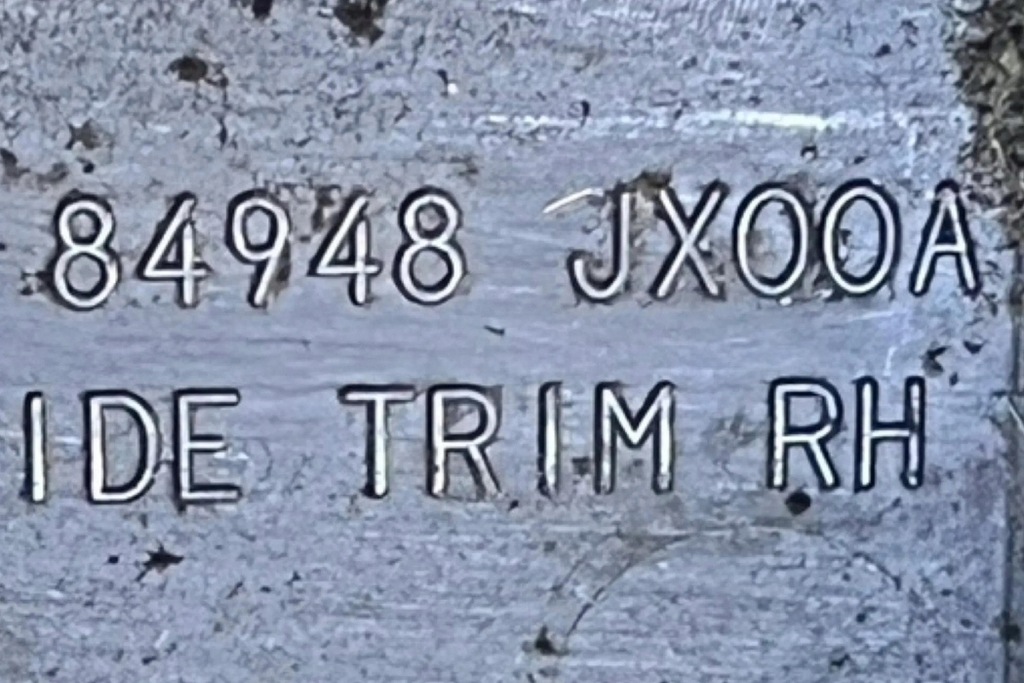 84948 JX00A
IDE TRIM RH